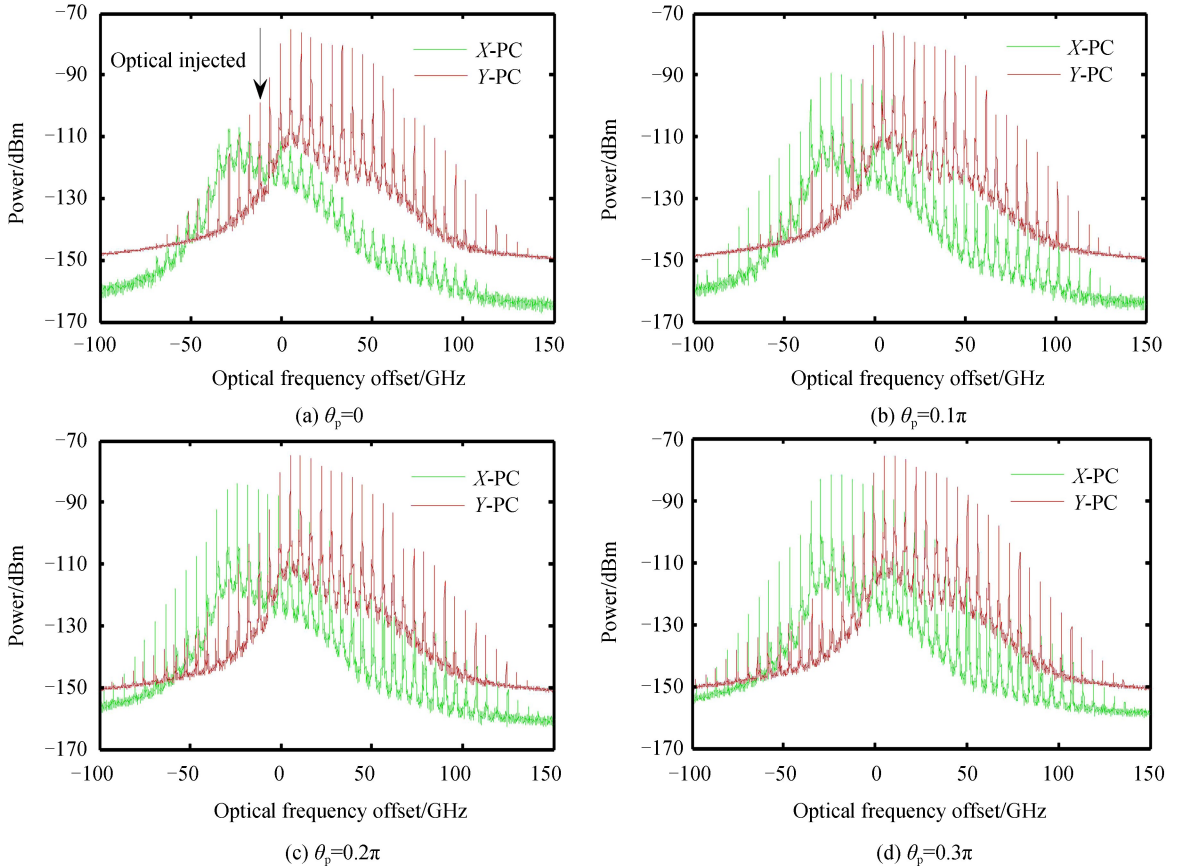 −70
−90
−110
−130
−150
−170
Power/dBm
Optical injected
X-PC
Y-PC
−100
−50
0
50
100
150
Optical frequency offset/GHz
(a) θp=0
−70
−90
−110
−130
−150
−170
Power/dBm
X-PC
Y-PC
−100
−50
0
50
100
150
Optical frequency offset/GHz
(b) θp=0.1π
−70
−90
−110
−130
−150
−170
Power/dBm
X-PC
Y-PC
−100
−50
0
50
100
150
Optical frequency offset/GHz
(c) θp=0.2π
−70
−90
−110
−130
−150
−170
Power/dBm
X-PC
Y-PC
−100
−50
0
50
100
150
Optical frequency offset/GHz
(d) θp=0.3π